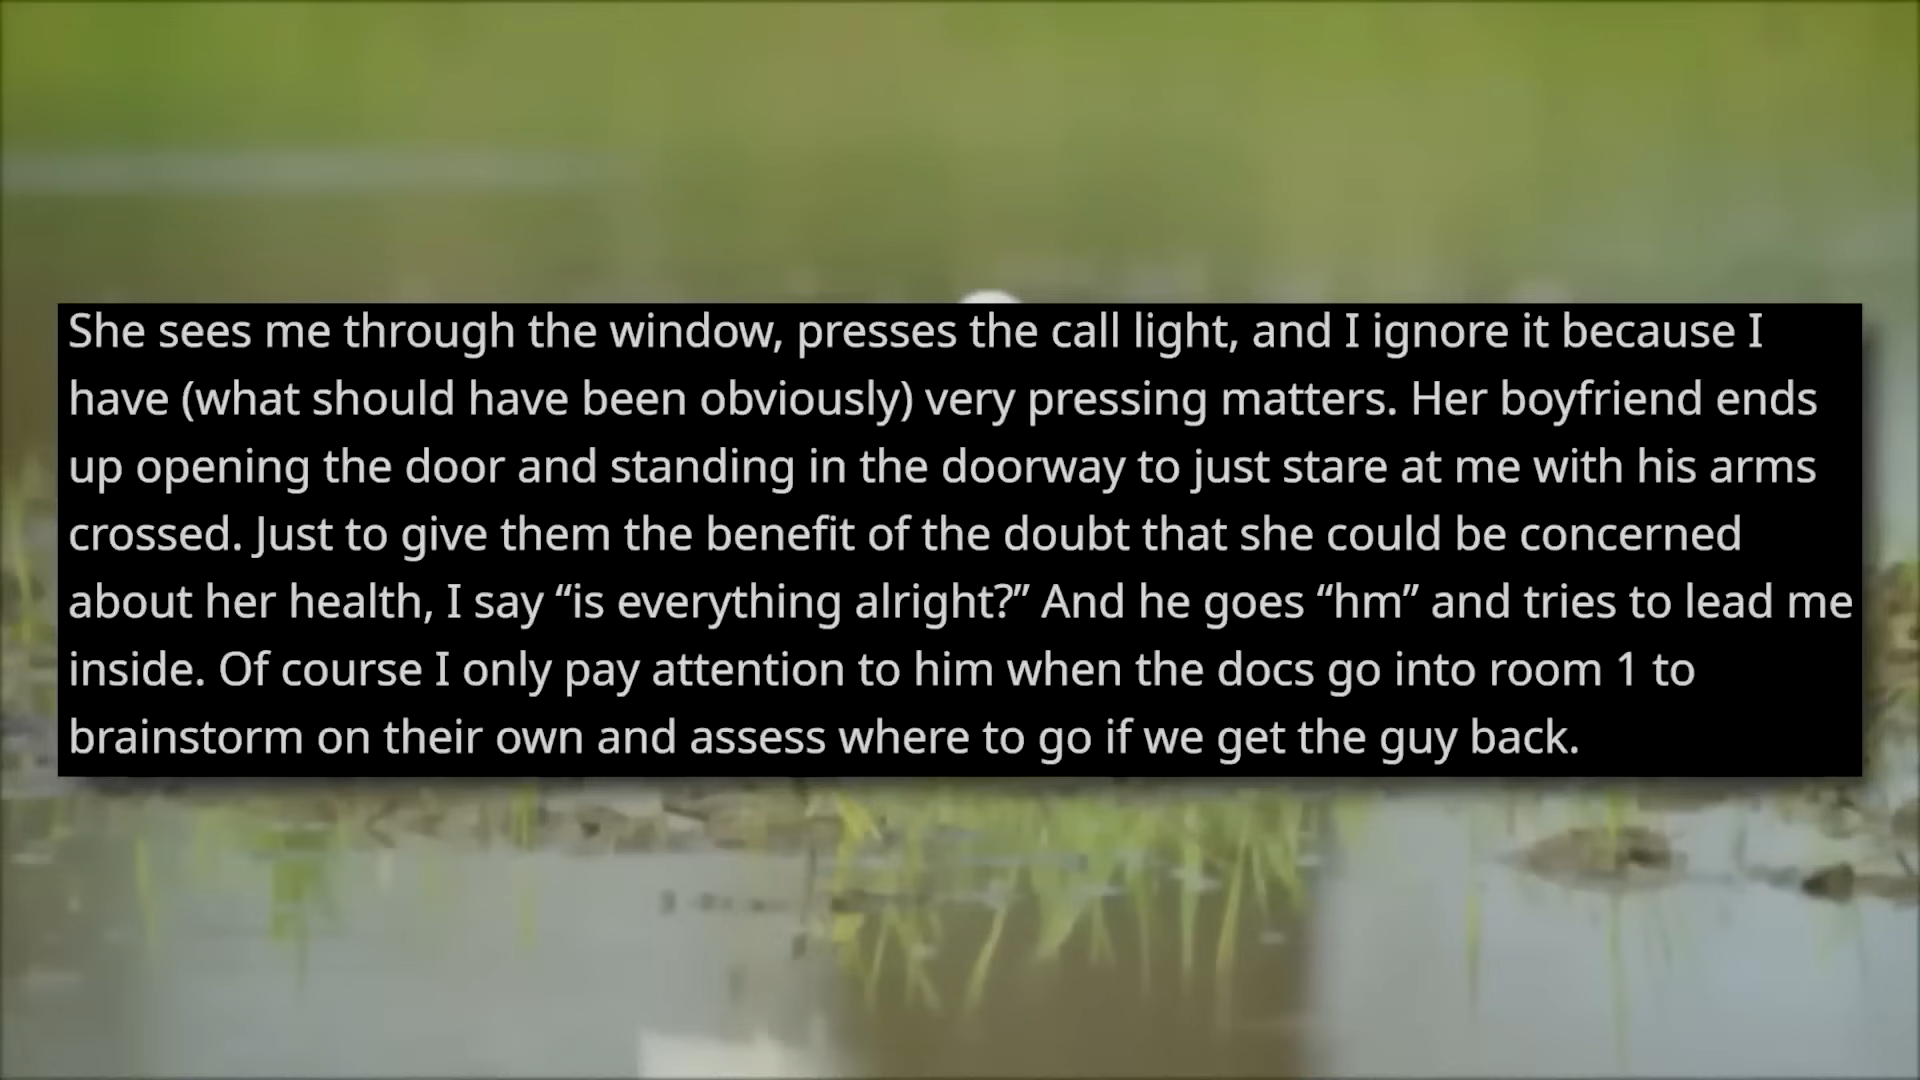 She sees me through the window, presses the call light, and I ignore it because I
have (what should have been obviously) very pressing matters. Her boyfriend ends
up opening the door and standing in the doorway to just stare at me with his arms
crossed. Just to give them the benefit of the doubt that she could be concerned
about her health, I say “is everything alright?” And he goes “hm” and tries to lead me
inside. Of course I only pay attention to him when the docs go into room 1 to
brainstorm on their own and assess where to go if we get the guy back.